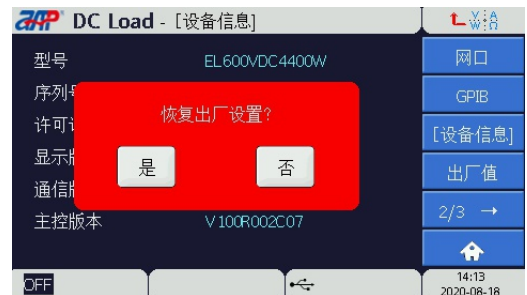 ZAP DC Load - [设备信息]
V A
型号 EL600VDC4400W
网口
序列
GPIB
恢复出厂设置?
许可
[设备信息]
是 否
显示
出厂值
通信
2/3 →
主控版本 V100R002C07
OFF
14:13
2020-08-18